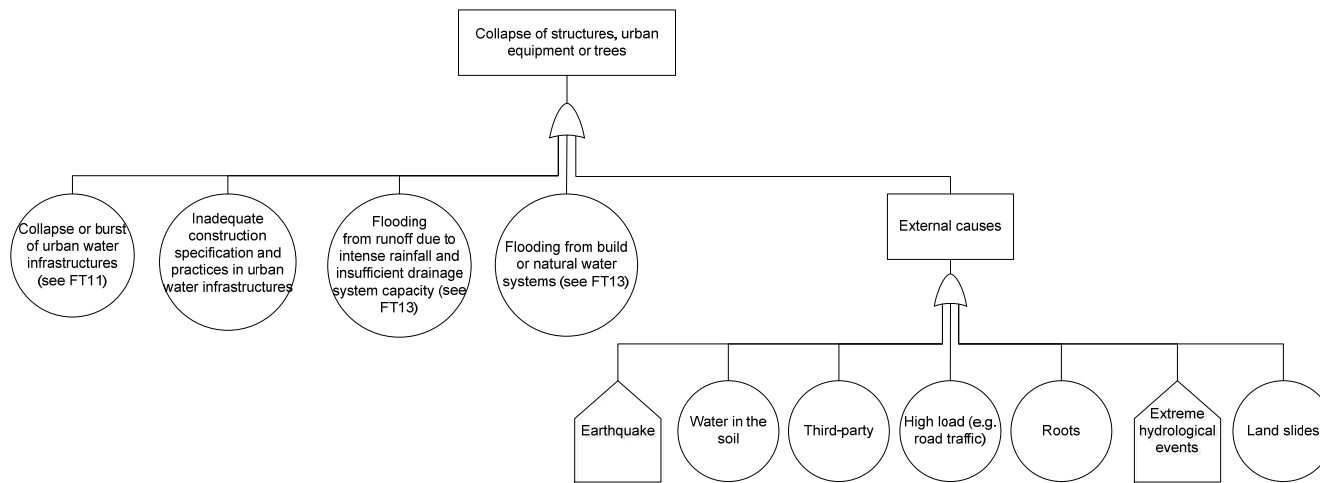 Collapse of structures, urban
equipment or trees
Collapse or burst
of urban water
infrastructures
(see FT11)
Inadequate
construction
specification and
practices in urban
water infrastructures
Flooding
from runoff due to
intense rainfall and
insufficient drainage
system capacity (see
FT13)
Flooding from build
or natural water
systems (see FT13)
External causes
Earthquake
Water in the
soil
Third-party
High load (e.g.
road traffic)
Roots
Extreme
hydrological
events
Land slides